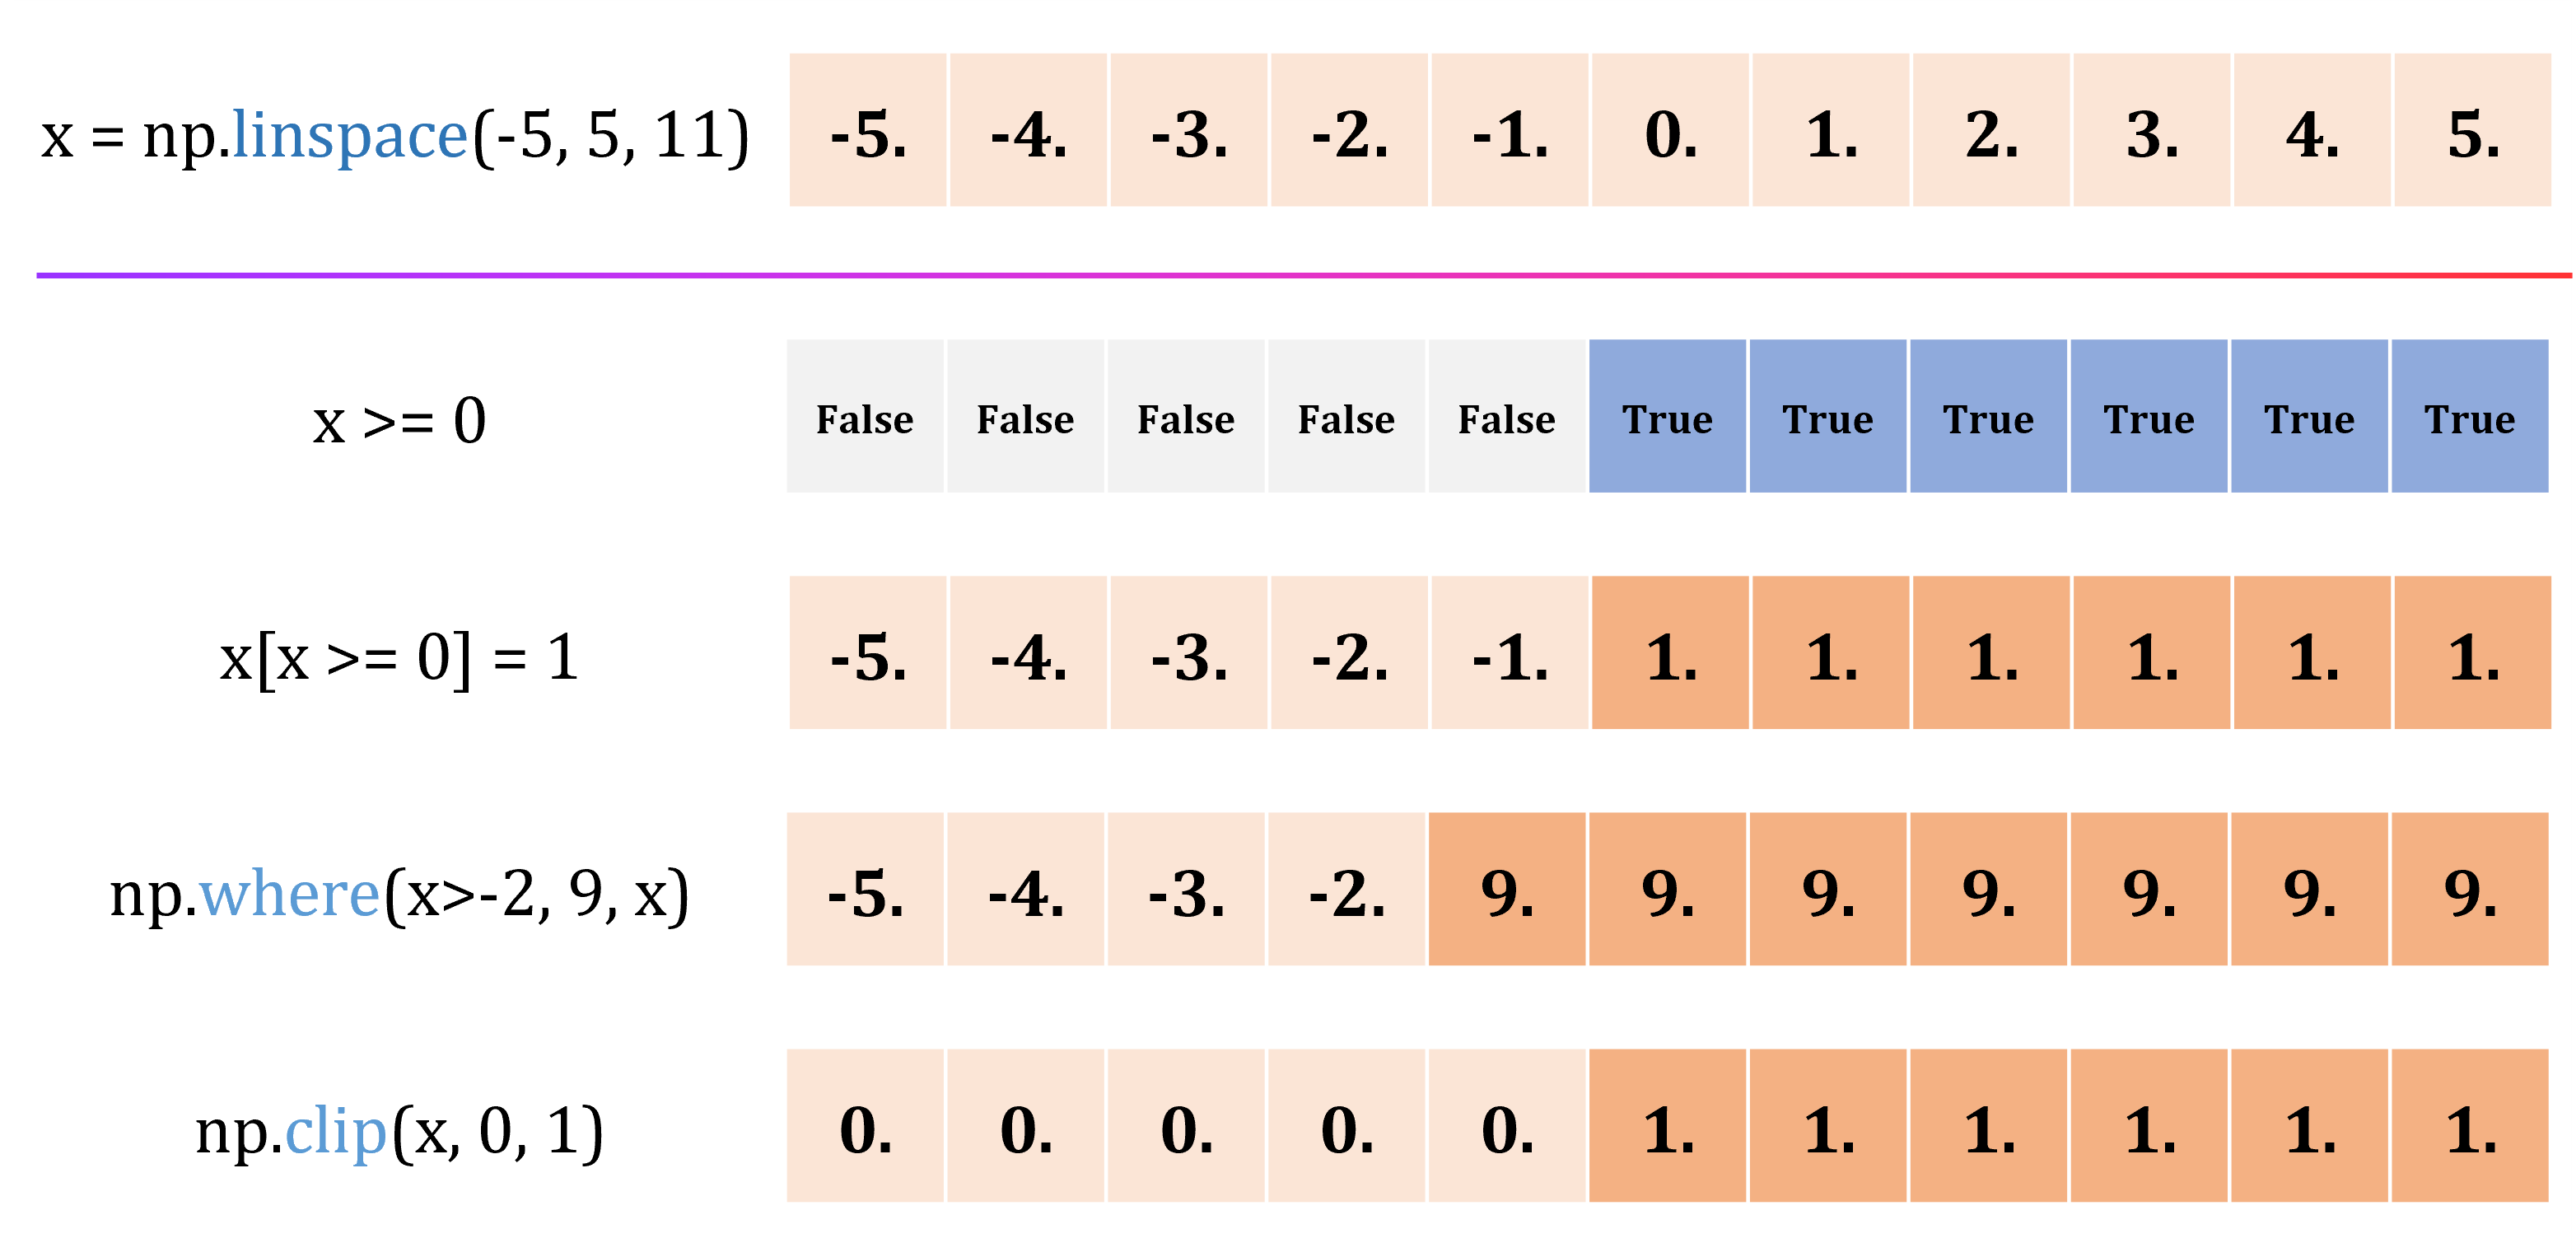 x = np.linspace(-5, 5, 11) -5. -4. -3. -2. -1. 0. 1. 2. 3. 4. 5.
x >= 0 False False False False False True True True True True True
x[x >= 0] = 1 -5. -4. -3. -2. -1. 1. 1. 1. 1. 1. 1.
np.where(x>-2, 9, x) -5. -4. -3. -2. 9. 9. 9. 9. 9. 9. 9.
np.clip(x, 0, 1) 0. 0. 0. 0. 0. 1. 1. 1. 1. 1. 1.